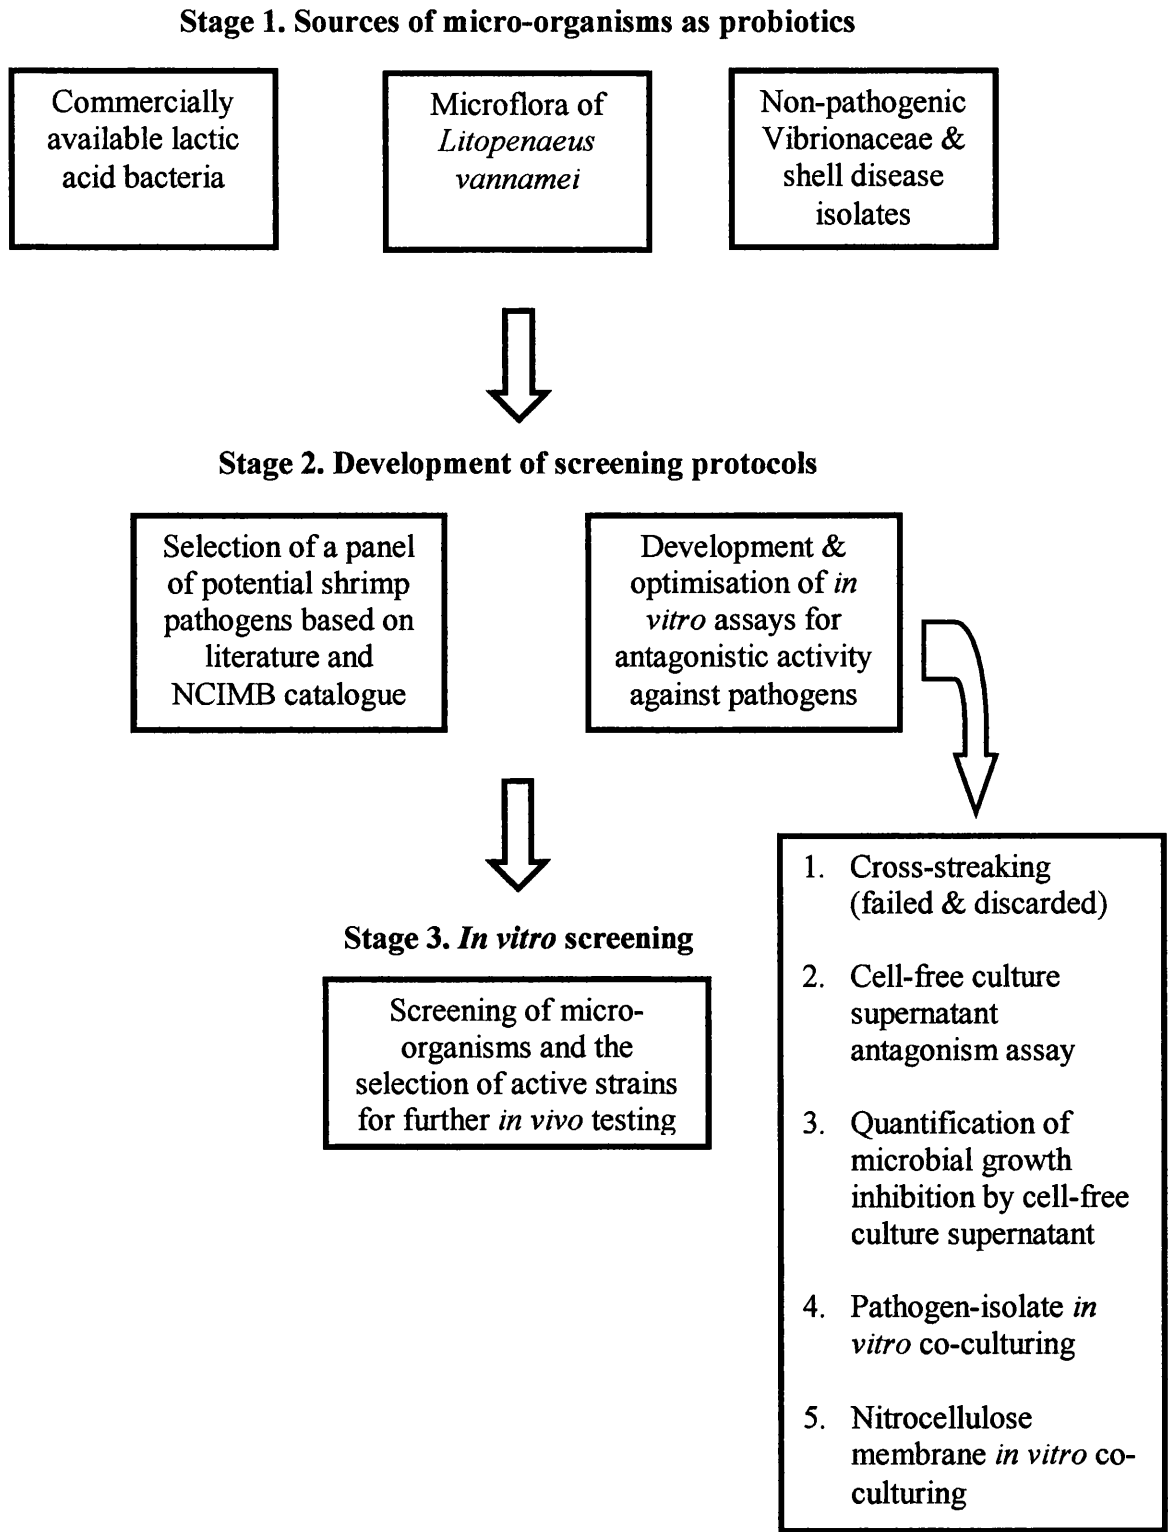 Stage 1. Sources of micro-organisms as probiotics
Commercially
available lactic
acid bacteria
Microflora of
Litopenaeus
vannamei
Non-pathogenic
Vibrionaceae &
shell disease
isolates
Stage 2. Development of screening protocols
Selection of a panel
of potential shrimp
pathogens based on
literature and
NCIMB catalogue
Development &
optimisation of in
vitro assays for
antagonistic activity
against pathogens
Stage 3. In vitro screening
Screening of micro-
organisms and the
selection of active strains
for further in vivo testing
1. Cross-streaking
(failed & discarded)
2. Cell-free culture
supernatant
antagonism assay
3. Quantification of
microbial growth
inhibition by cell-free
culture supernatant
4. Pathogen-isolate in
vitro co-culturing
5. Nitrocellulose
membrane in vitro co-
culturing